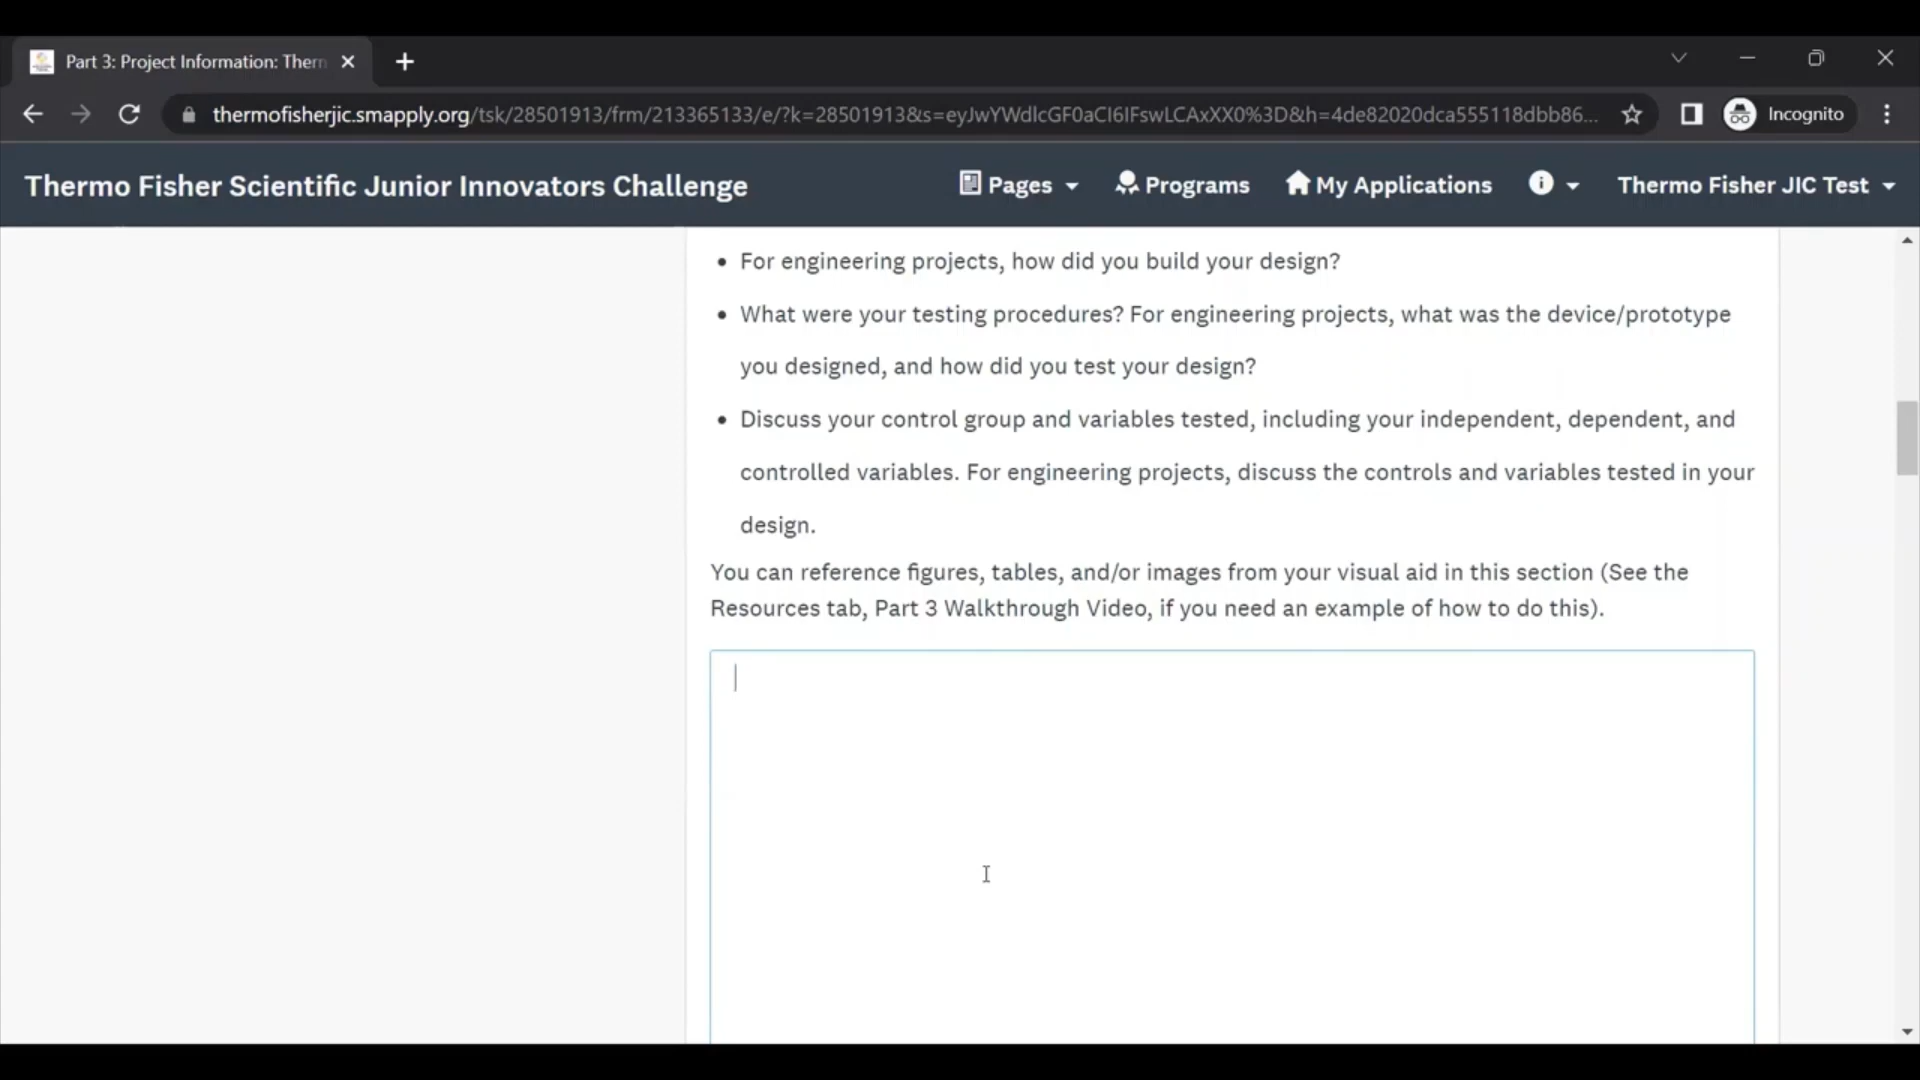 Part 3: Project Information: Therm
thermofisherjic.smapply.org/tsk/28501913/frm/213365133/e/?k=28501913&s=eyJwYWdlcGF0aCI6IFswLCAxXX0%3D&h=4de82020dca555118dbb86...
Incognito
Thermo Fisher Scientific Junior Innovators Challenge
Pages
Programs
My Applications
Thermo Fisher JIC Test
• For engineering projects, how did you build your design?
• What were your testing procedures? For engineering projects, what was the device/prototype
you designed, and how did you test your design?
• Discuss your control group and variables tested, including your independent, dependent, and
controlled variables. For engineering projects, discuss the controls and variables tested in your
design.
You can reference figures, tables, and/or images from your visual aid in this section (See the
Resources tab, Part 3 Walkthrough Video, if you need an example of how to do this).